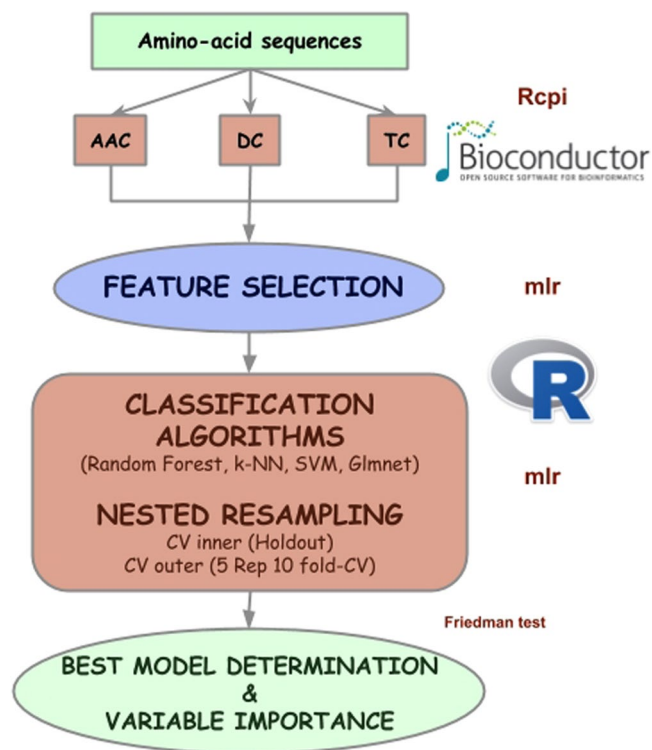 Amino-acid sequences
Rcpi
AAC
DC
TC
Bioconductor
OPEN SOURCE SOFTWARE FOR BIOINFORMATICS
FEATURE SELECTION
mlr
R
CLASSIFICATION
ALGORITHMS
(Random Forest, k-NN, SVM, Glmnet)
mlr
NESTED RESAMPLING
CV inner (Holdout)
CV outer (5 Rep 10 fold-CV)
Friedman test
BEST MODEL DETERMINATION
&
VARIABLE IMPORTANCE